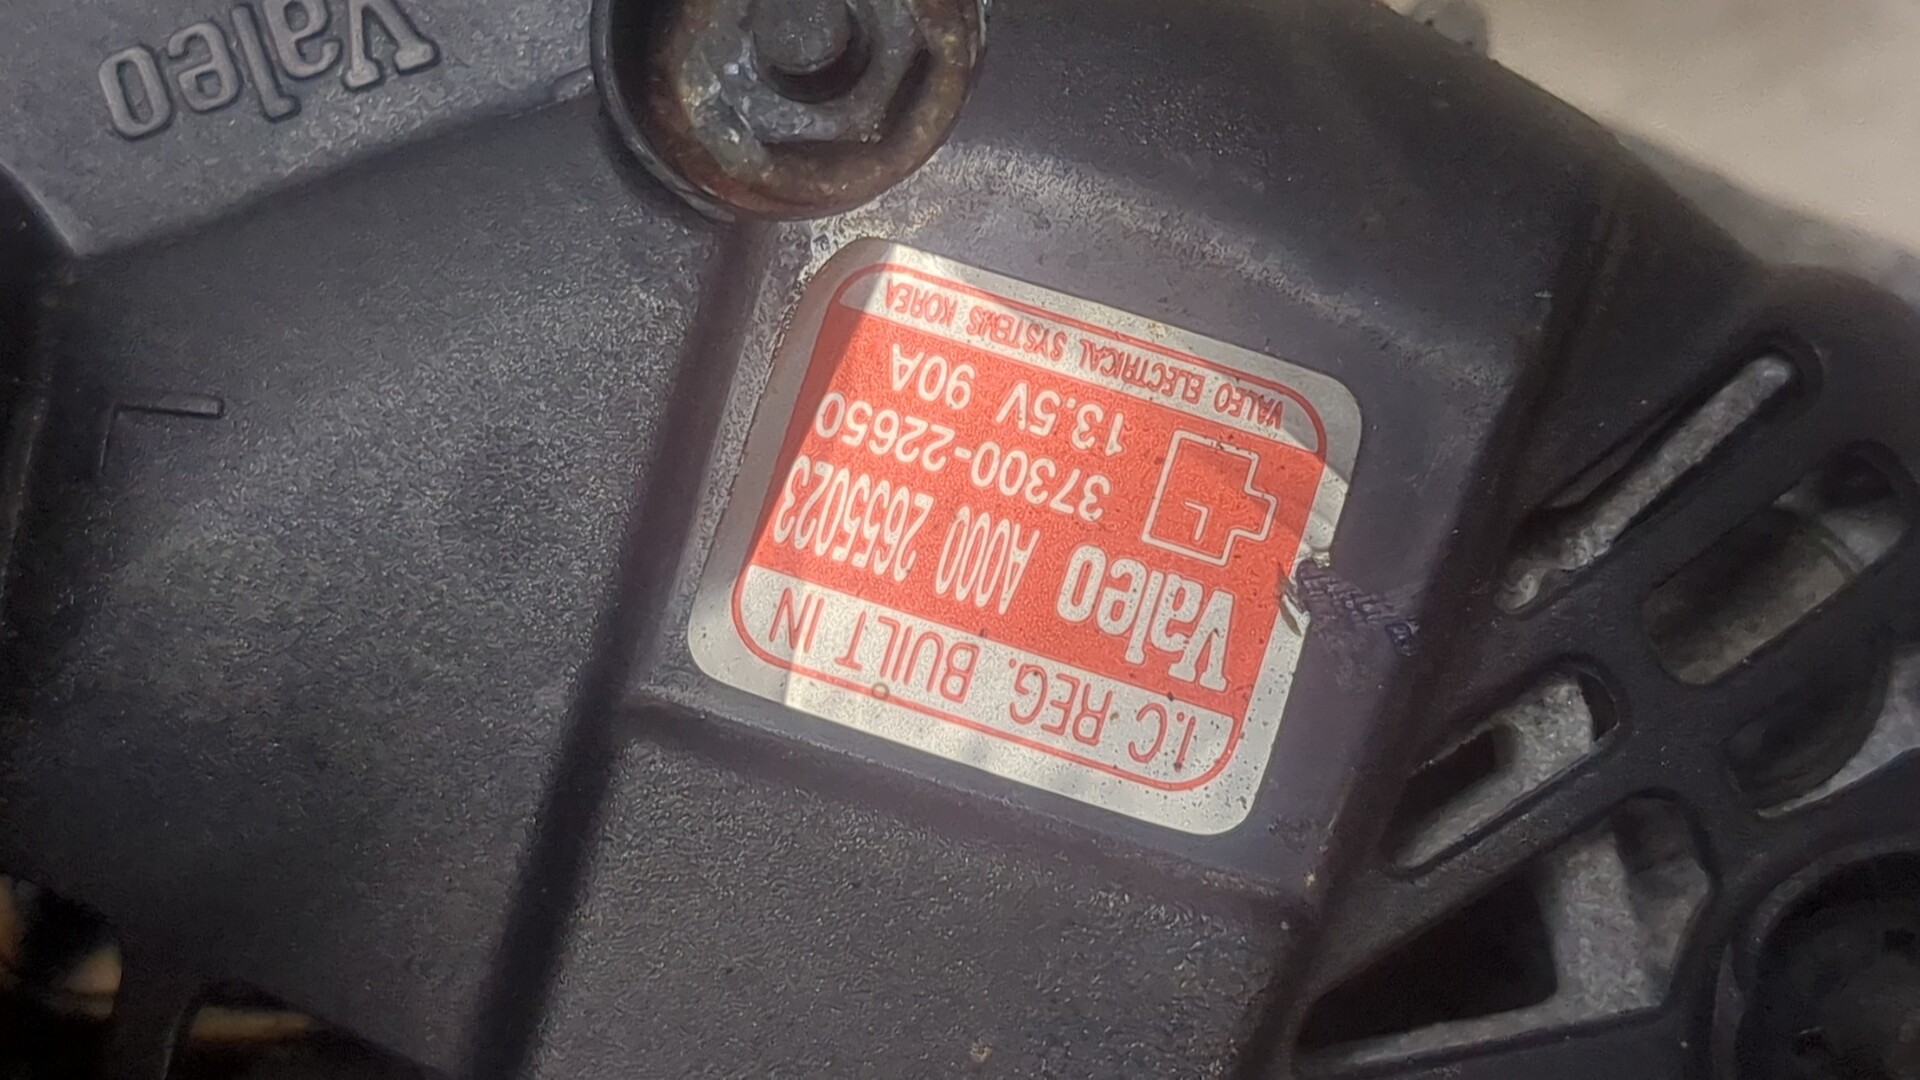 Valeo
I.C REG. BUILT IN
Valeo A000 2655023
37300-22650
L
13.5V 90A
VALEO ELECTRICAL SYSTEMS KOREA